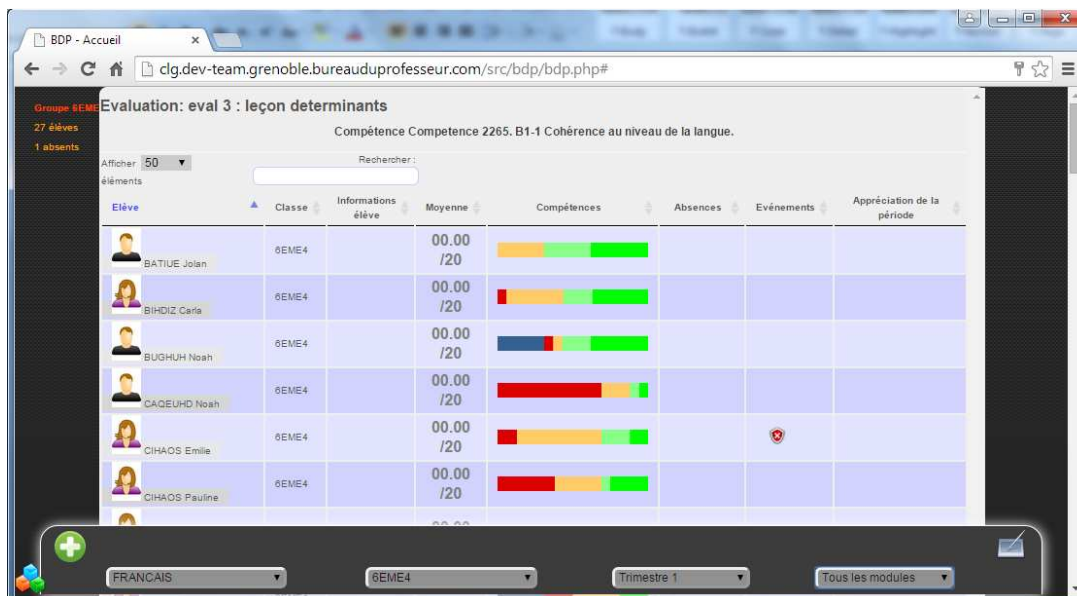 BDP - Accueil
clg.dev-team.grenoble.bureauduprofesseur.com/src/bdp/bdp.php#
Groupe 6EME
27 élèves
1 absents
Evaluation: eval 3 : leçon determinants
Compétence Competence 2265. B1-1 Cohérence au niveau de la langue.
Afficher 50 éléments
Rechercher :
Elève Classe Informations élève Moyenne Compétences Absences Evénements Appréciation de la période
BATIUE Jolan 6EME4 00.00 /20
BIHDIZ Carla 6EME4 00.00 /20
BUGHUH Noah 6EME4 00.00 /20
CAQEUHD Noah 6EME4 00.00 /20
CIHAOS Emilie 6EME4 00.00 /20
CIHAOS Pauline 6EME4 00.00 /20
FRANCAIS 6EME4 Trimestre 1 Tous les modules